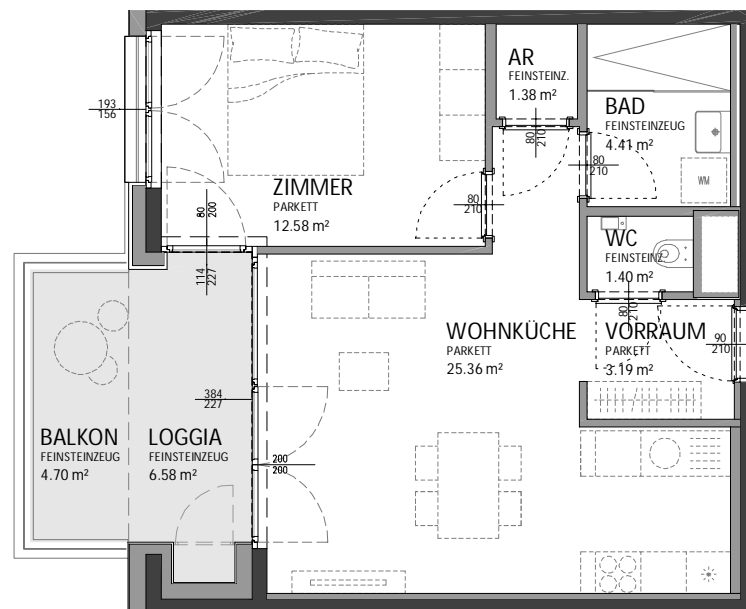 AR
FEINSTEINZ.
1.38 m²
BAD
FEINSTEINZEUG
4.41 m²
WM
193
156
80
210
80
210
80
210
ZIMMER
PARKETT
12.58 m²
80
200
114
227
WC
FEINSTEINZ.
1.40 m²
80
210
90
210
WOHNKÜCHE
PARKETT
25.36 m²
VORRAUM
PARKETT
3.19 m²
384
227
BALKON
FEINSTEINZEUG
4.70 m²
LOGGIA
FEINSTEINZEUG
6.58 m²
200
200